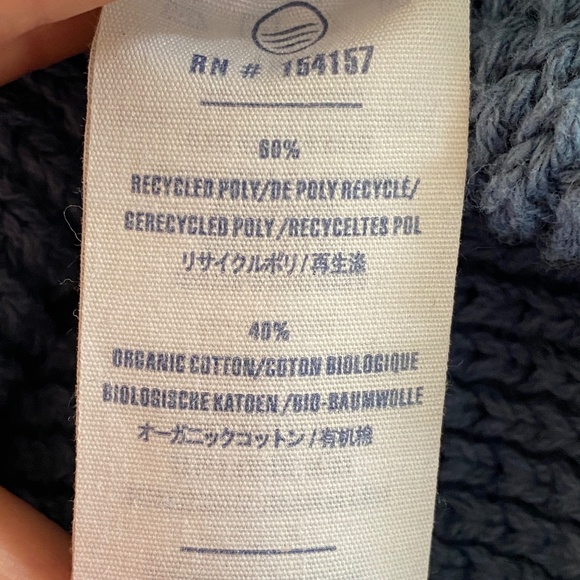 RN # 154157
60%
RECYCLED POLY/DE POLY RECYCLÉ/
GERECYCLED POLY/RECYCELTES POL
リサイクルポリ/再生涤
40%
ORGANIC COTTON/COTON BIOLOGIQUE
BIOLOGISCHE KATOEN/BIO-BAUMWOLLE
オーガニックコットン/有机棉